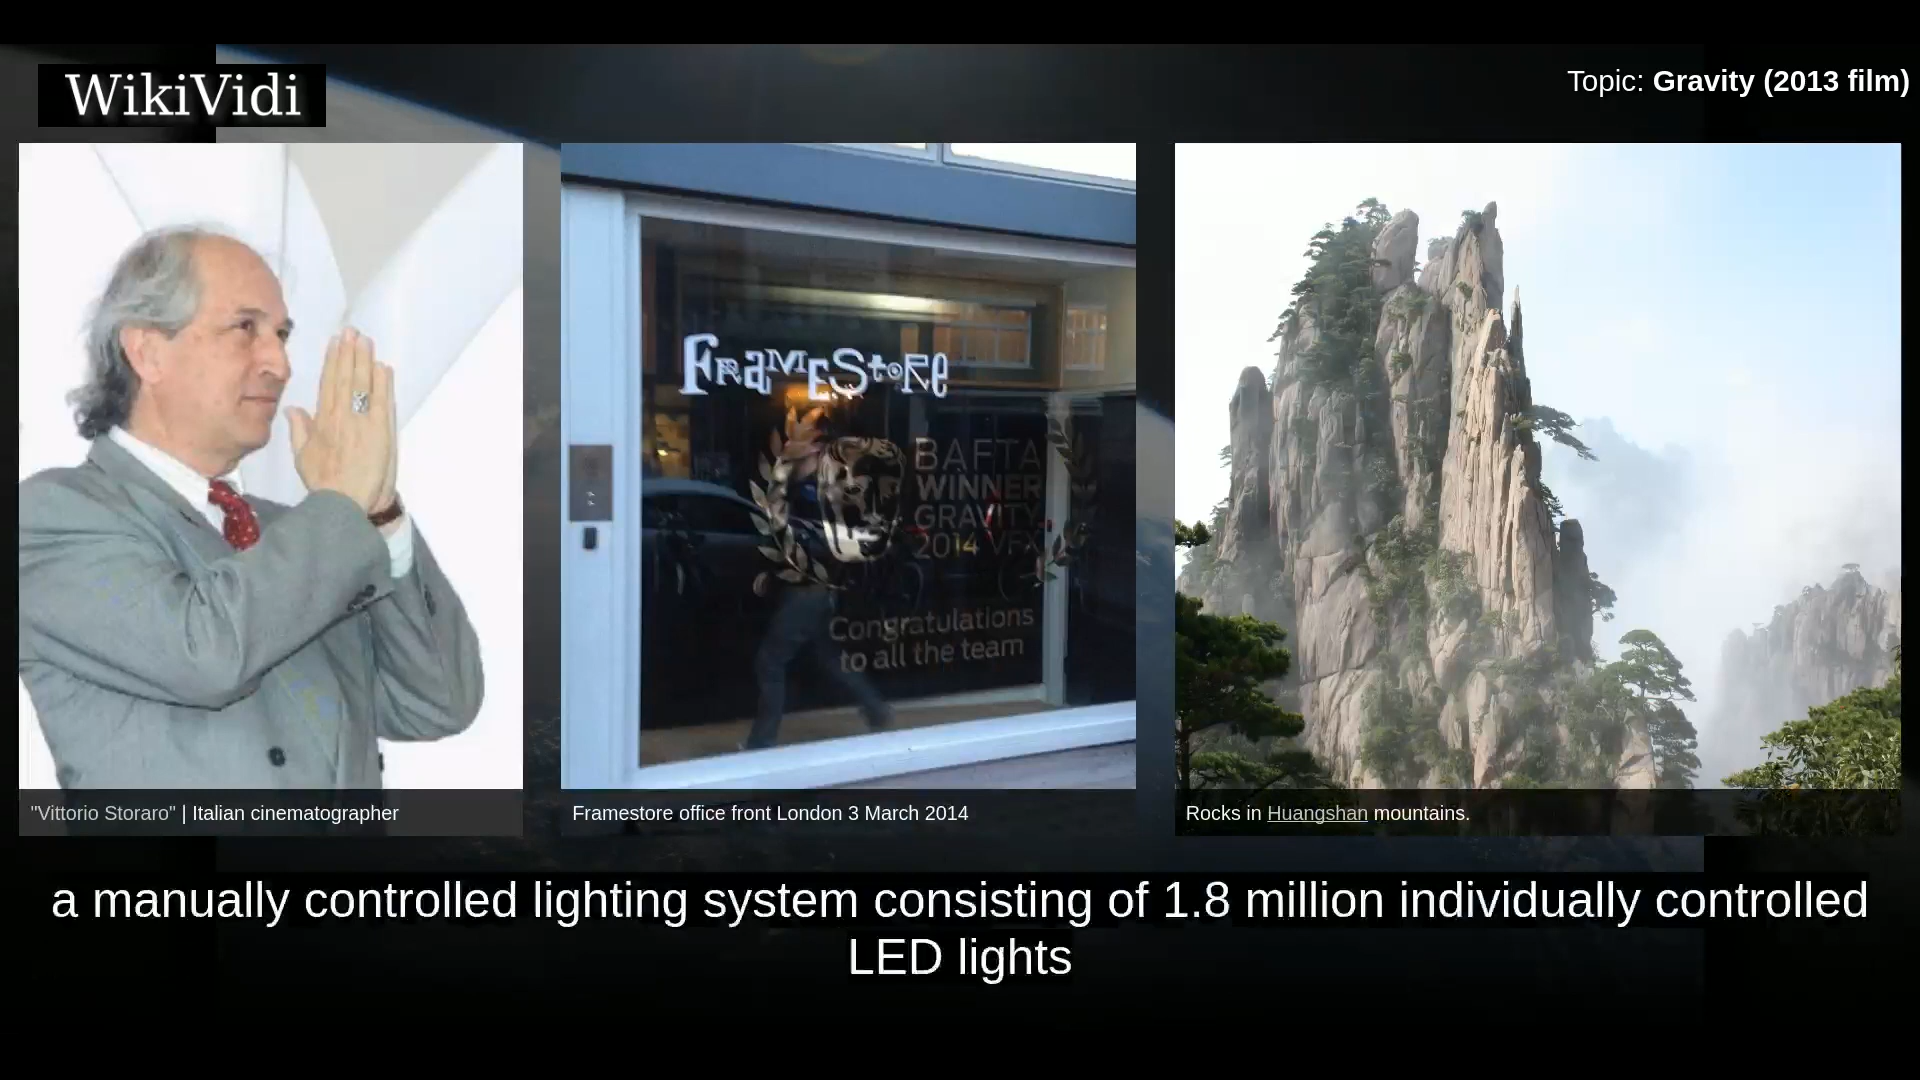 WikiVidi
Topic: Gravity (2013 film)
FRAMESTORE
BAFTA
WINNER
GRAVITY
2014 VFX
Congratulations
to all the team
"Vittorio Storaro" | Italian cinematographer
Framestore office front London 3 March 2014
Rocks in Huangshan mountains.
a manually controlled lighting system consisting of 1.8 million individually controlled
LED lights